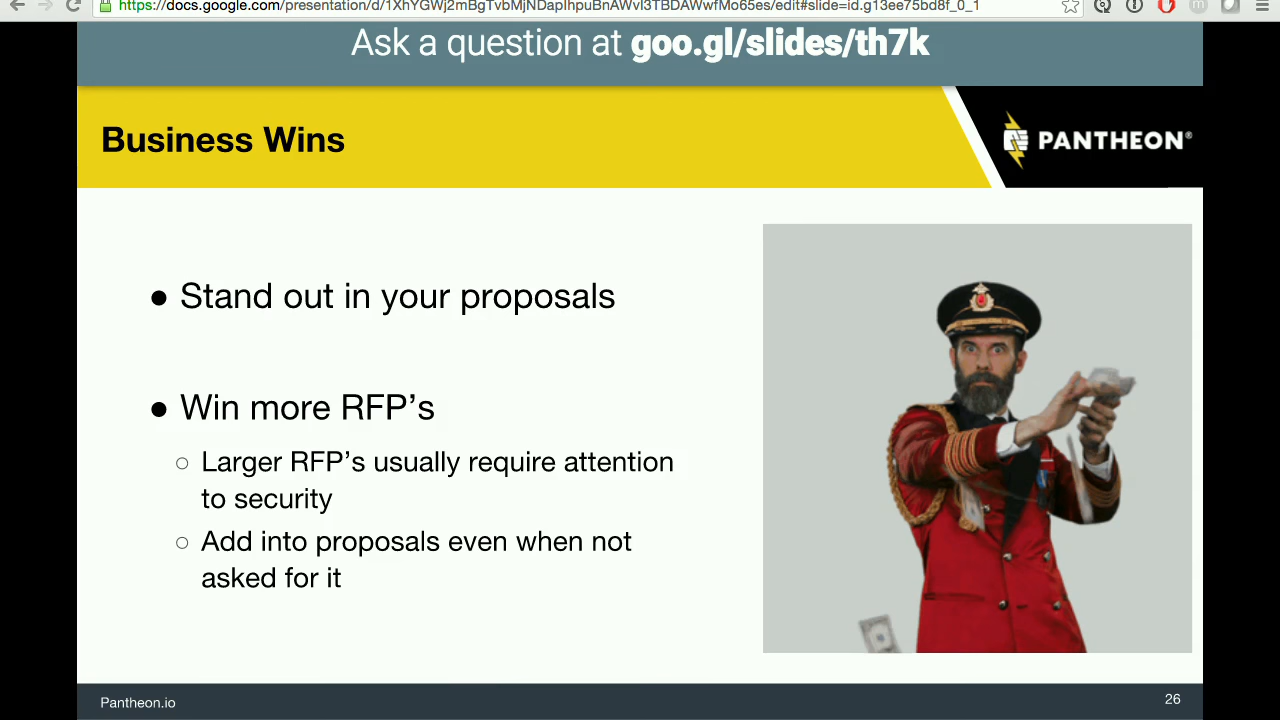 https://docs.google.com/presentation/d/1XhYGWj2mBgTvbMjNDapIhpuBnAWvl3TBDAWwfMo65es/edit#slide=id.g13ee75bd8f_0_1
Ask a question at goo.gl/slides/th7k
Business Wins
PANTHEON®
● Stand out in your proposals
● Win more RFP’s
○ Larger RFP’s usually require attention
to security
○ Add into proposals even when not
asked for it
Pantheon.io
26